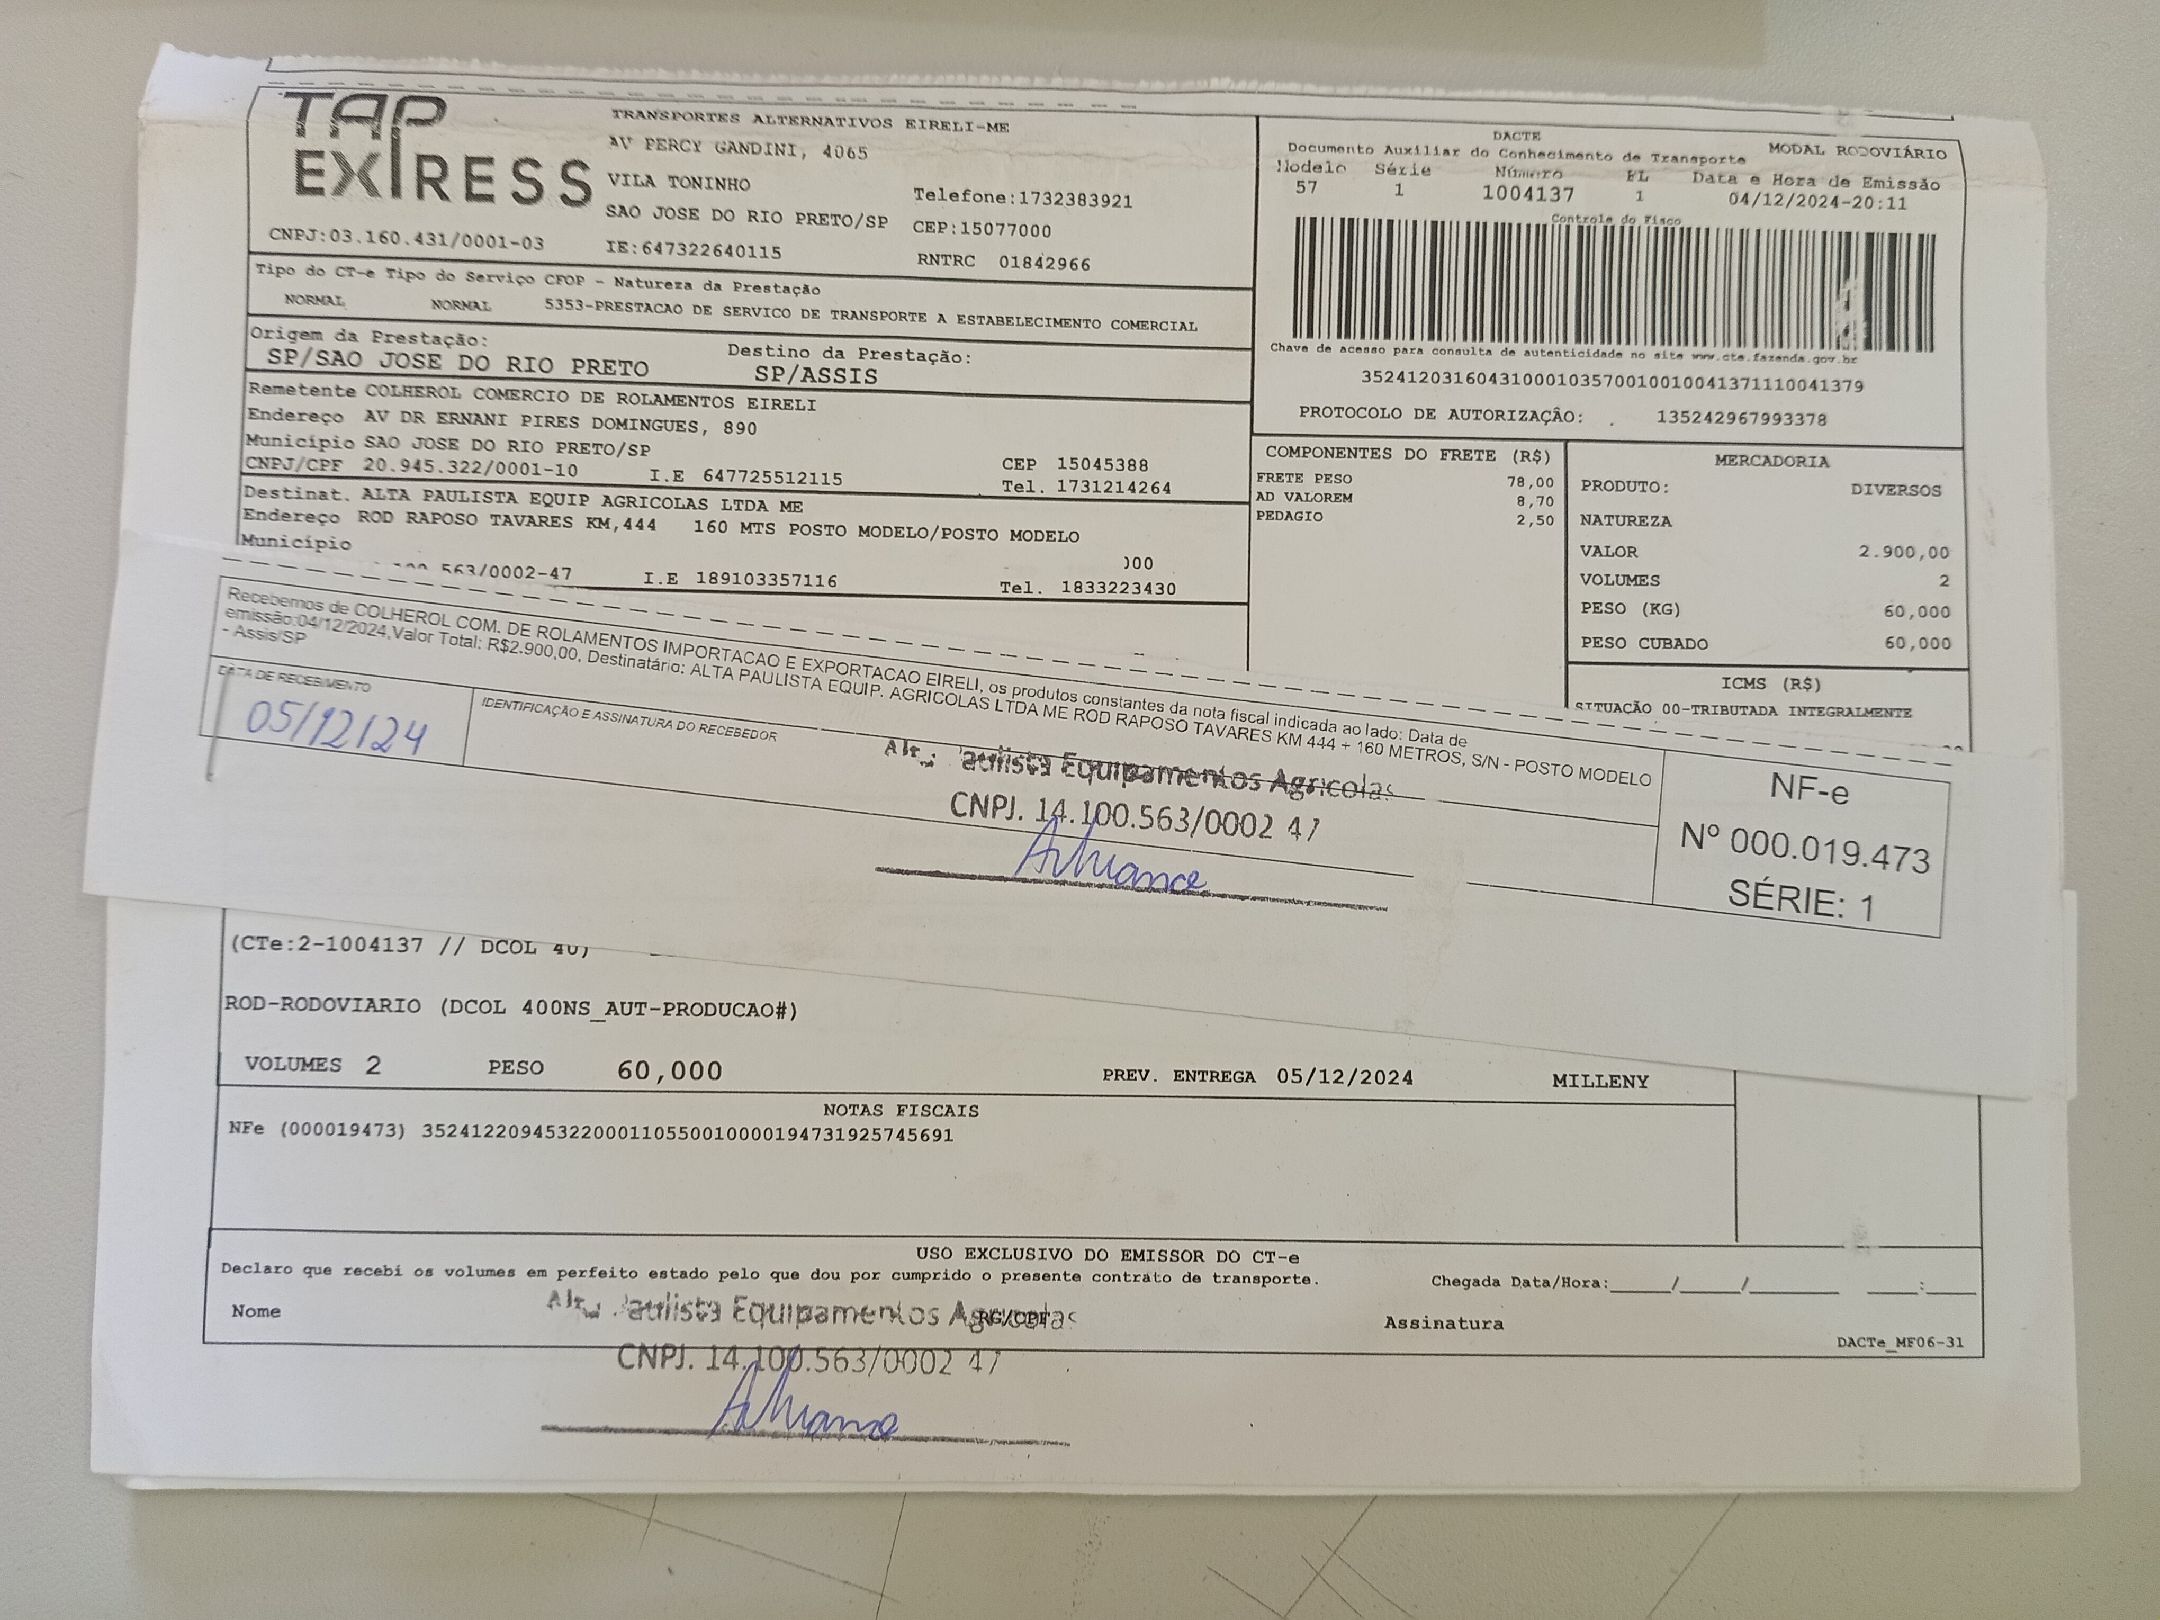 TAP
EXPRESS
TRANSPORTES ALTERNATIVOS EIRELI-ME
AV PERCY GANDINI, 4065
VILA TONINHO
Telefone:1732383921
SAO JOSE DO RIO PRETO/SP CEP:15077000
CNPJ:03.160.431/0001-03 IE:647322640115 RNTRC 01842966
DACTE MODAL RODOVIÁRIO
Documento Auxiliar do Conhecimento de Transporte
Modelo Série Número FL Data e Hora de Emissão
57 1 1004137 1 04/12/2024-20:11
Controle do Fisco
Chave de acesso para consulta de autenticidade no site www.cte.fazenda.gov.br
35241203160431000103570010010041371110041379
PROTOCOLO DE AUTORIZAÇÃO: 135242967993378
Tipo do CT-e Tipo do Serviço CFOP - Natureza da Prestação
NORMAL NORMAL 5353-PRESTACAO DE SERVICO DE TRANSPORTE A ESTABELECIMENTO COMERCIAL
Origem da Prestação: Destino da Prestação:
SP/SAO JOSE DO RIO PRETO SP/ASSIS
Remetente COLHEROL COMERCIO DE ROLAMENTOS EIRELI
Endereço AV DR ERNANI PIRES DOMINGUES, 890
Município SAO JOSE DO RIO PRETO/SP CEP 15045388
CNPJ/CPF 20.945.322/0001-10 I.E 647725512115 Tel. 1731214264
Destinat. ALTA PAULISTA EQUIP AGRICOLAS LTDA ME
Endereço ROD RAPOSO TAVARES KM,444 160 MTS POSTO MODELO/POSTO MODELO
Município
563/0002-47 I.E 189103357116 Tel. 1833223430
COMPONENTES DO FRETE (R$)
FRETE PESO 78,00
AD VALOREM 8,70
PEDAGIO 2,50
MERCADORIA
PRODUTO: DIVERSOS
NATUREZA
VALOR 2.900,00
VOLUMES 2
PESO (KG) 60,000
PESO CUBADO 60,000
ICMS (R$)
SITUAÇÃO 00-TRIBUTADA INTEGRALMENTE
Recebemos de COLHEROL COM. DE ROLAMENTOS IMPORTACAO E EXPORTACAO EIRELI, os produtos constantes da nota fiscal indicada ao lado: Data de
emissão:04/12/2024,Valor Total: R$2.900,00, Destinatário: ALTA PAULISTA EQUIP. AGRICOLAS LTDA ME ROD RAPOSO TAVARES KM 444 + 160 METROS, S/N - POSTO MODELO
- Assis/SP
DATA DE RECEBIMENTO
05/12/24
IDENTIFICAÇÃO E ASSINATURA DO RECEBEDOR
Paulista Equipamentos Agricolas
CNPJ. 14.100.563/0002 47
NF-e
Nº 000.019.473
SÉRIE: 1
(CTe:2-1004137 // DCOL 40)
ROD-RODOVIARIO (DCOL 400NS_AUT-PRODUCAO#)
VOLUMES 2 PESO 60,000 PREV. ENTREGA 05/12/2024 MILLENY
NOTAS FISCAIS
NFe (000019473) 35241220945322000110550010000194731925745691
USO EXCLUSIVO DO EMISSOR DO CT-e
Declaro que recebi os volumes em perfeito estado pelo que dou por cumprido o presente contrato de transporte. Chegada Data/Hora:____/____/____ ____:____
Nome RG/CPF Assinatura
Paulista Equipamentos Agricolas
DACTe_MF06-31
CNPJ. 14.100.563/0002 47